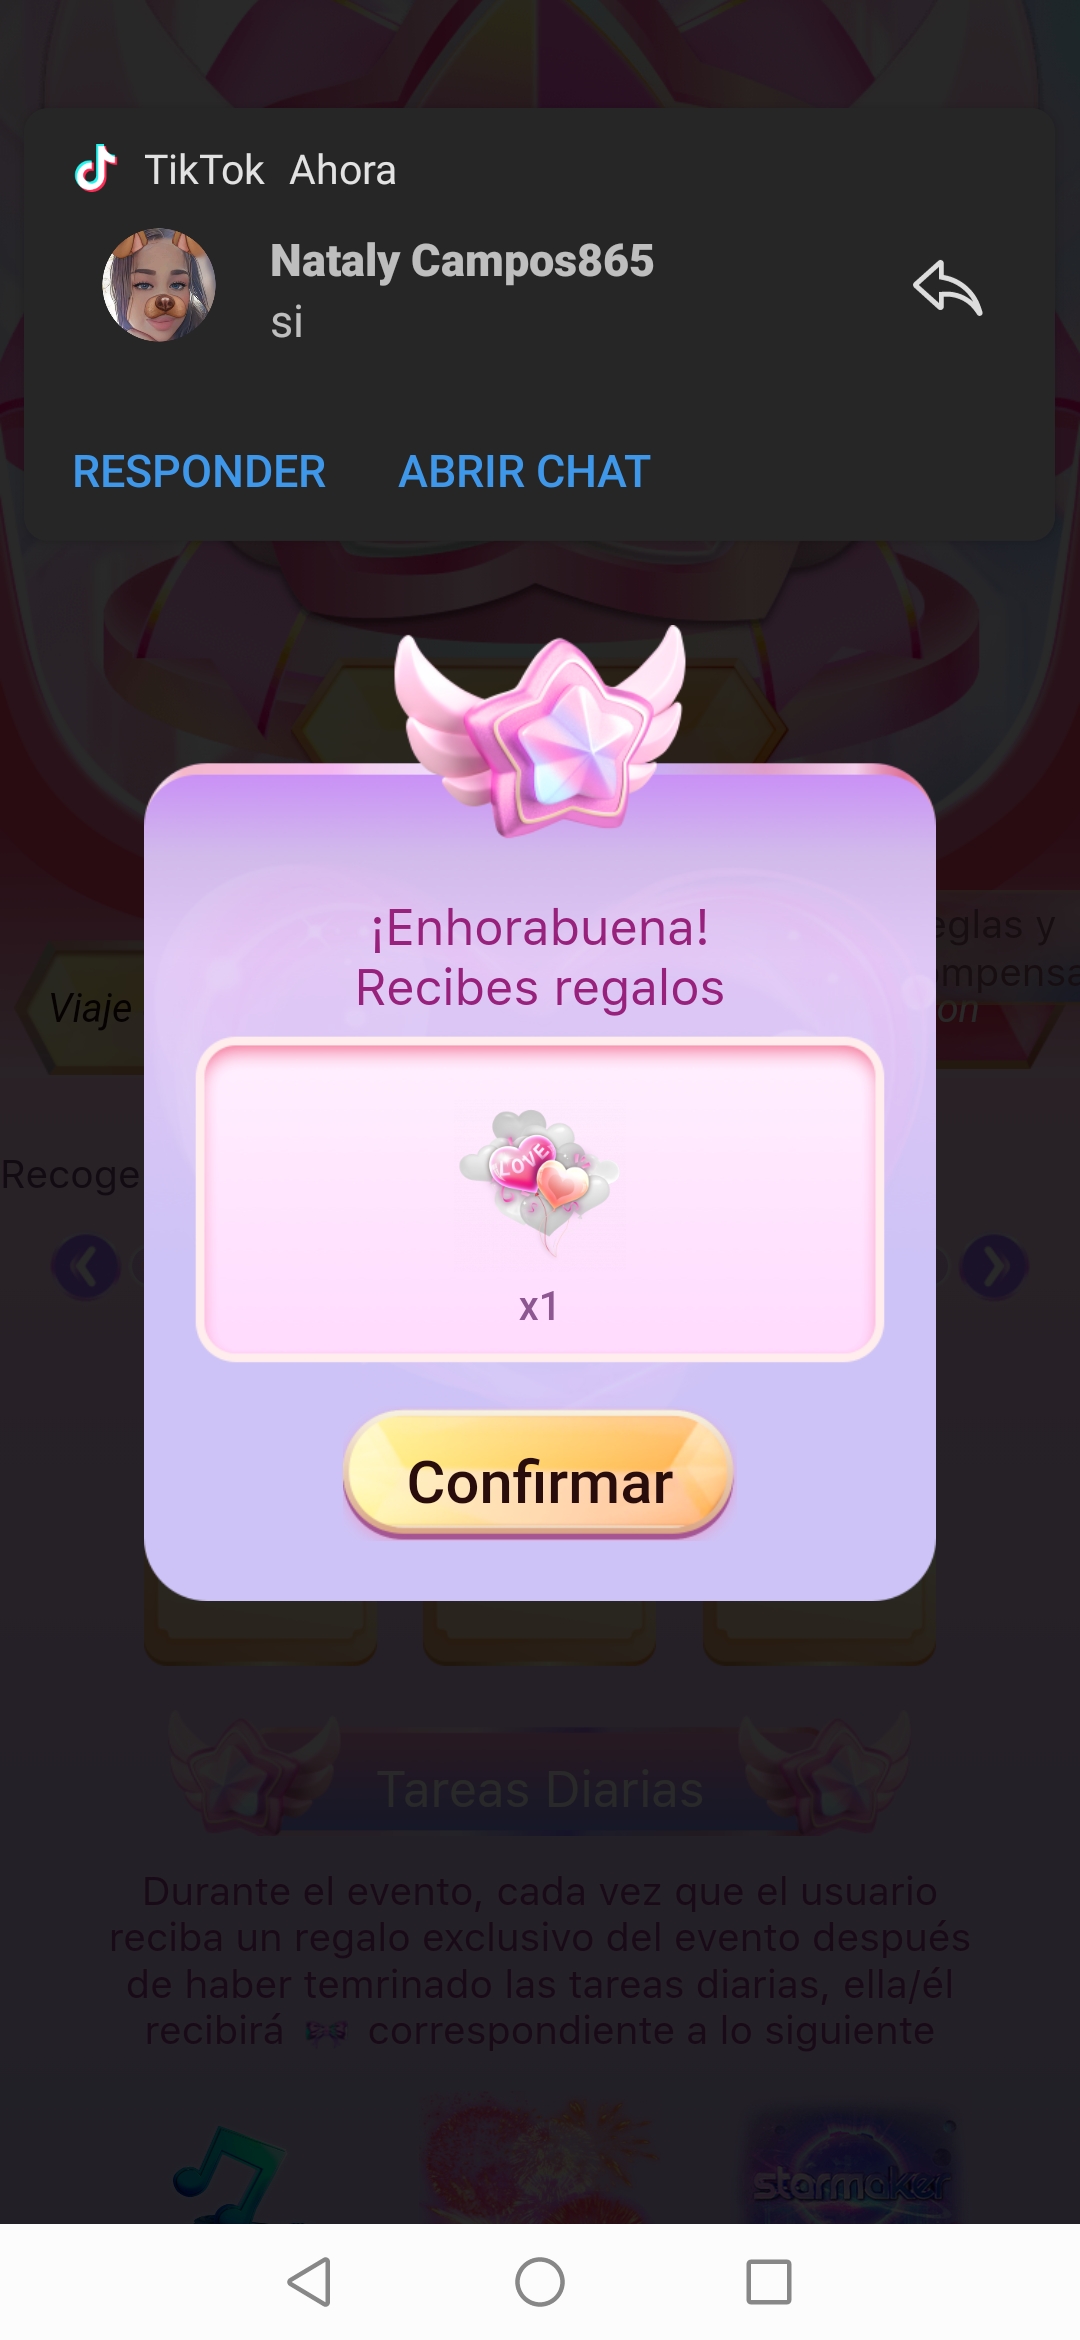 TikTok Ahora
Nataly Campos865
si
RESPONDER ABRIR CHAT
¡Enhorabuena!
Recibes regalos
eglas y
ompensa
Viaje
on
LOVE
Recoge
x1
Confirmar
Tareas Diarias
Durante el evento, cada vez que el usuario
reciba un regalo exclusivo del evento después
de haber temrinado las tareas diarias, ella/él
recibirá correspondiente a lo siguiente
starmaker